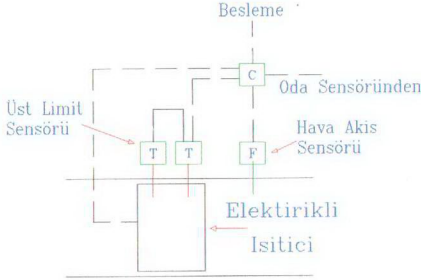 Besleme
C
Oda Sensöründen
Üst Limit
Sensörü
Hava Akis
Sensörü
T
T
F
Elektirikli
Isitici